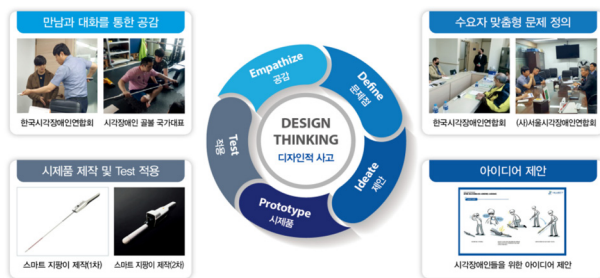 만남과 대화를 통한 공감
한국시각장애인연합회
시각장애인 골볼 국가대표
수요자 맞춤형 문제 정의
한국시각장애인연합회
(사)서울시각장애인연합회
Empathize
공감
Define
문제점
Ideate
제안
Prototype
시제품
Test
적용
DESIGN
THINKING
디자인적 사고
시제품 제작 및 Test 적용
스마트 지팡이 제작(1차)
스마트 지팡이 제작(2차)
아이디어 제안
시각장애인들을 위한 아이디어 제안